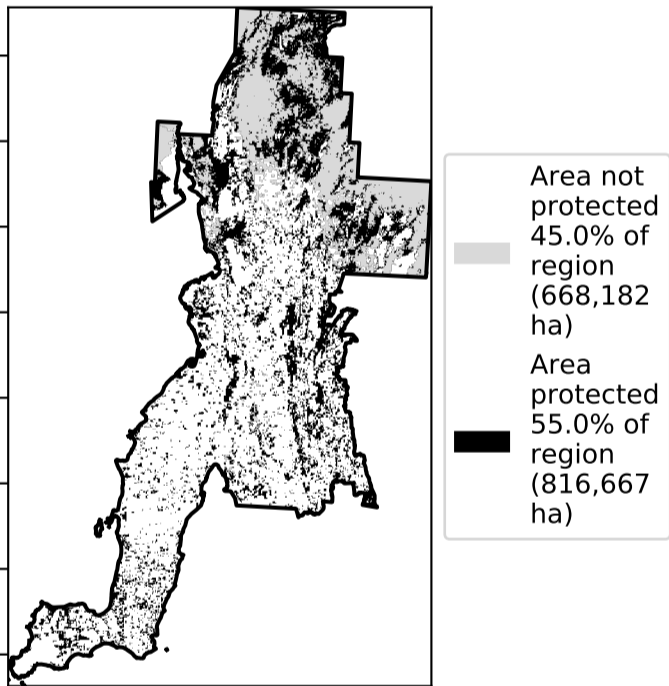 Area not
protected
45.0% of
region
(668,182
ha)
Area
protected
55.0% of
region
(816,667
ha)